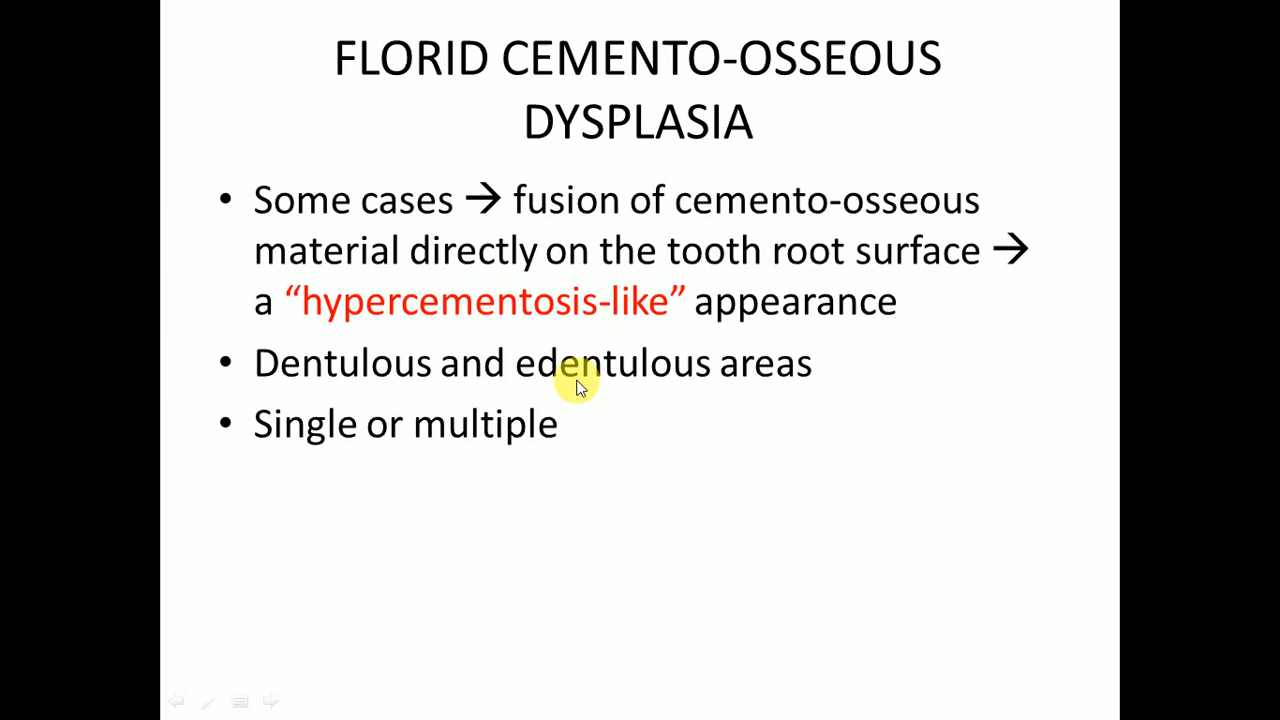 FLORID CEMENTO-OSSEOUS
DYSPLASIA
• Some cases → fusion of cemento-osseous
material directly on the tooth root surface →
a “hypercementosis-like” appearance
• Dentulous and edentulous areas
• Single or multiple